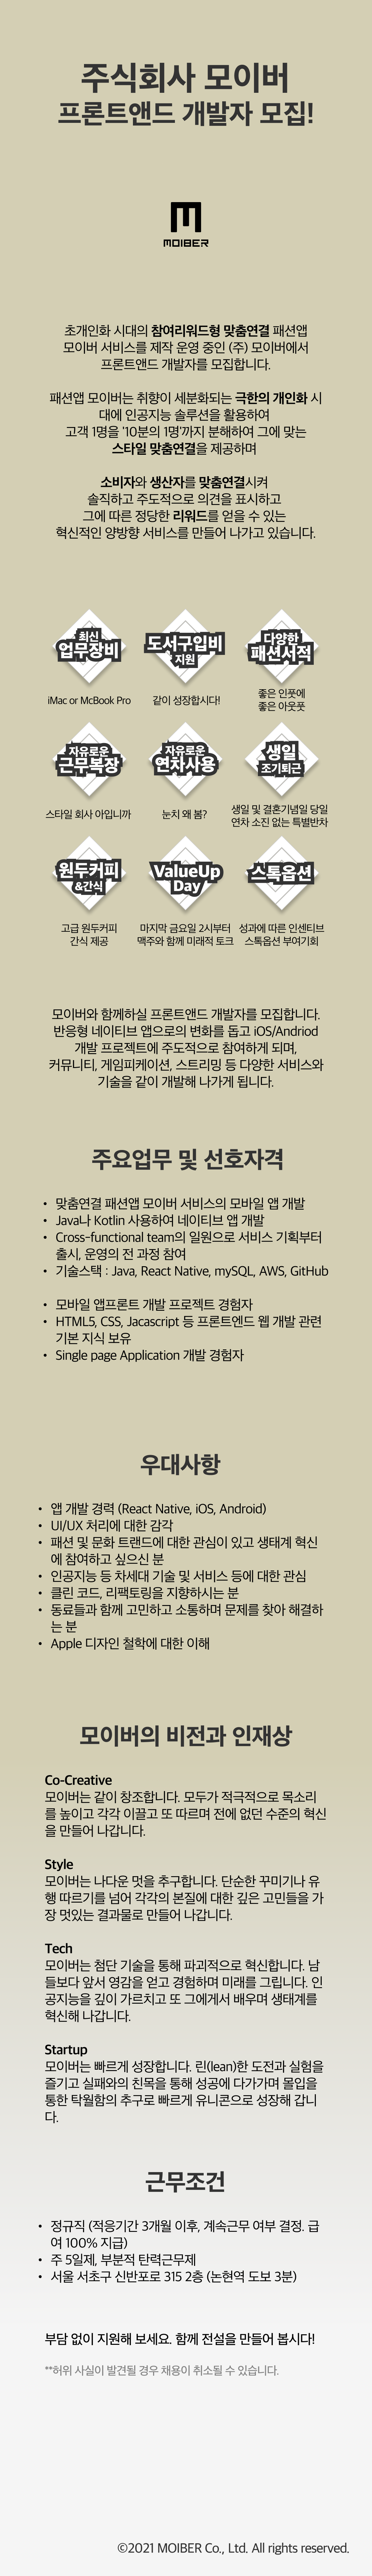 주식회사 모이버
프론트앤드 개발자 모집!
MOIBER
초개인화 시대의 참여리워드형 맞춤연결 패션앱
모이버 서비스를 제작 운영 중인 (주) 모이버에서
프론트앤드 개발자를 모집합니다.
패션앱 모이버는 취향이 세분화되는 극한의 개인화 시
대에 인공지능 솔루션을 활용하여
고객 1명을 '10분의 1명'까지 분해하여 그에 맞는
스타일 맞춤연결을 제공하며
소비자와 생산자를 맞춤연결시켜
솔직하고 주도적으로 의견을 표시하고
그에 따른 정당한 리워드를 얻을 수 있는
혁신적인 양방향 서비스를 만들어 나가고 있습니다.
최신
업무장비
iMac or McBook Pro
도서구입비
지원
같이 성장합시다!
다양한
패션서적
좋은 인풋에
좋은 아웃풋
자유로운
근무복장
스타일 회사 아입니까
자유로운
연차사용
눈치 왜 봄?
생일
조기퇴근
생일 및 결혼기념일 당일
연차 소진 없는 특별반차
원두커피
&간식
고급 원두커피
간식 제공
ValueUp
Day
마지막 금요일 2시부터
맥주와 함께 미래적 토크
스톡옵션
성과에 따른 인센티브
스톡옵션 부여기회
모이버와 함께하실 프론트앤드 개발자를 모집합니다.
반응형 네이티브 앱으로의 변화를 돕고 iOS/Andriod
개발 프로젝트에 주도적으로 참여하게 되며,
커뮤니티, 게임피케이션, 스트리밍 등 다양한 서비스와
기술을 같이 개발해 나가게 됩니다.
주요업무 및 선호자격
• 맞춤연결 패션앱 모이버 서비스의 모바일 앱 개발
• Java나 Kotlin 사용하여 네이티브 앱 개발
• Cross-functional team의 일원으로 서비스 기획부터
출시, 운영의 전 과정 참여
• 기술스택 : Java, React Native, mySQL, AWS, GitHub
• 모바일 앱프론트 개발 프로젝트 경험자
• HTML5, CSS, Jacascript 등 프론트엔드 웹 개발 관련
기본 지식 보유
• Single page Application 개발 경험자
우대사항
• 앱 개발 경력 (React Native, iOS, Android)
• UI/UX 처리에 대한 감각
• 패션 및 문화 트랜드에 대한 관심이 있고 생태계 혁신
에 참여하고 싶으신 분
• 인공지능 등 차세대 기술 및 서비스 등에 대한 관심
• 클린 코드, 리팩토링을 지향하시는 분
• 동료들과 함께 고민하고 소통하며 문제를 찾아 해결하
는 분
• Apple 디자인 철학에 대한 이해
모이버의 비전과 인재상
Co-Creative
모이버는 같이 창조합니다. 모두가 적극적으로 목소리
를 높이고 각각 이끌고 또 따르며 전에 없던 수준의 혁신
을 만들어 나갑니다.
Style
모이버는 나다운 멋을 추구합니다. 단순한 꾸미기나 유
행 따르기를 넘어 각각의 본질에 대한 깊은 고민들을 가
장 멋있는 결과물로 만들어 나갑니다.
Tech
모이버는 첨단 기술을 통해 파괴적으로 혁신합니다. 남
들보다 앞서 영감을 얻고 경험하며 미래를 그립니다. 인
공지능을 깊이 가르치고 또 그에게서 배우며 생태계를
혁신해 나갑니다.
Startup
모이버는 빠르게 성장합니다. 린(lean)한 도전과 실험을
즐기고 실패와의 친목을 통해 성공에 다가가며 몰입을
통한 탁월함의 추구로 빠르게 유니콘으로 성장해 갑니
다.
근무조건
• 정규직 (적응기간 3개월 이후, 계속근무 여부 결정. 급
여 100% 지급)
• 주 5일제, 부분적 탄력근무제
• 서울 서초구 신반포로 315 2층 (논현역 도보 3분)
부담 없이 지원해 보세요. 함께 전설을 만들어 봅시다!
**허위 사실이 발견될 경우 채용이 취소될 수 있습니다.
©2021 MOIBER Co., Ltd. All rights reserved.